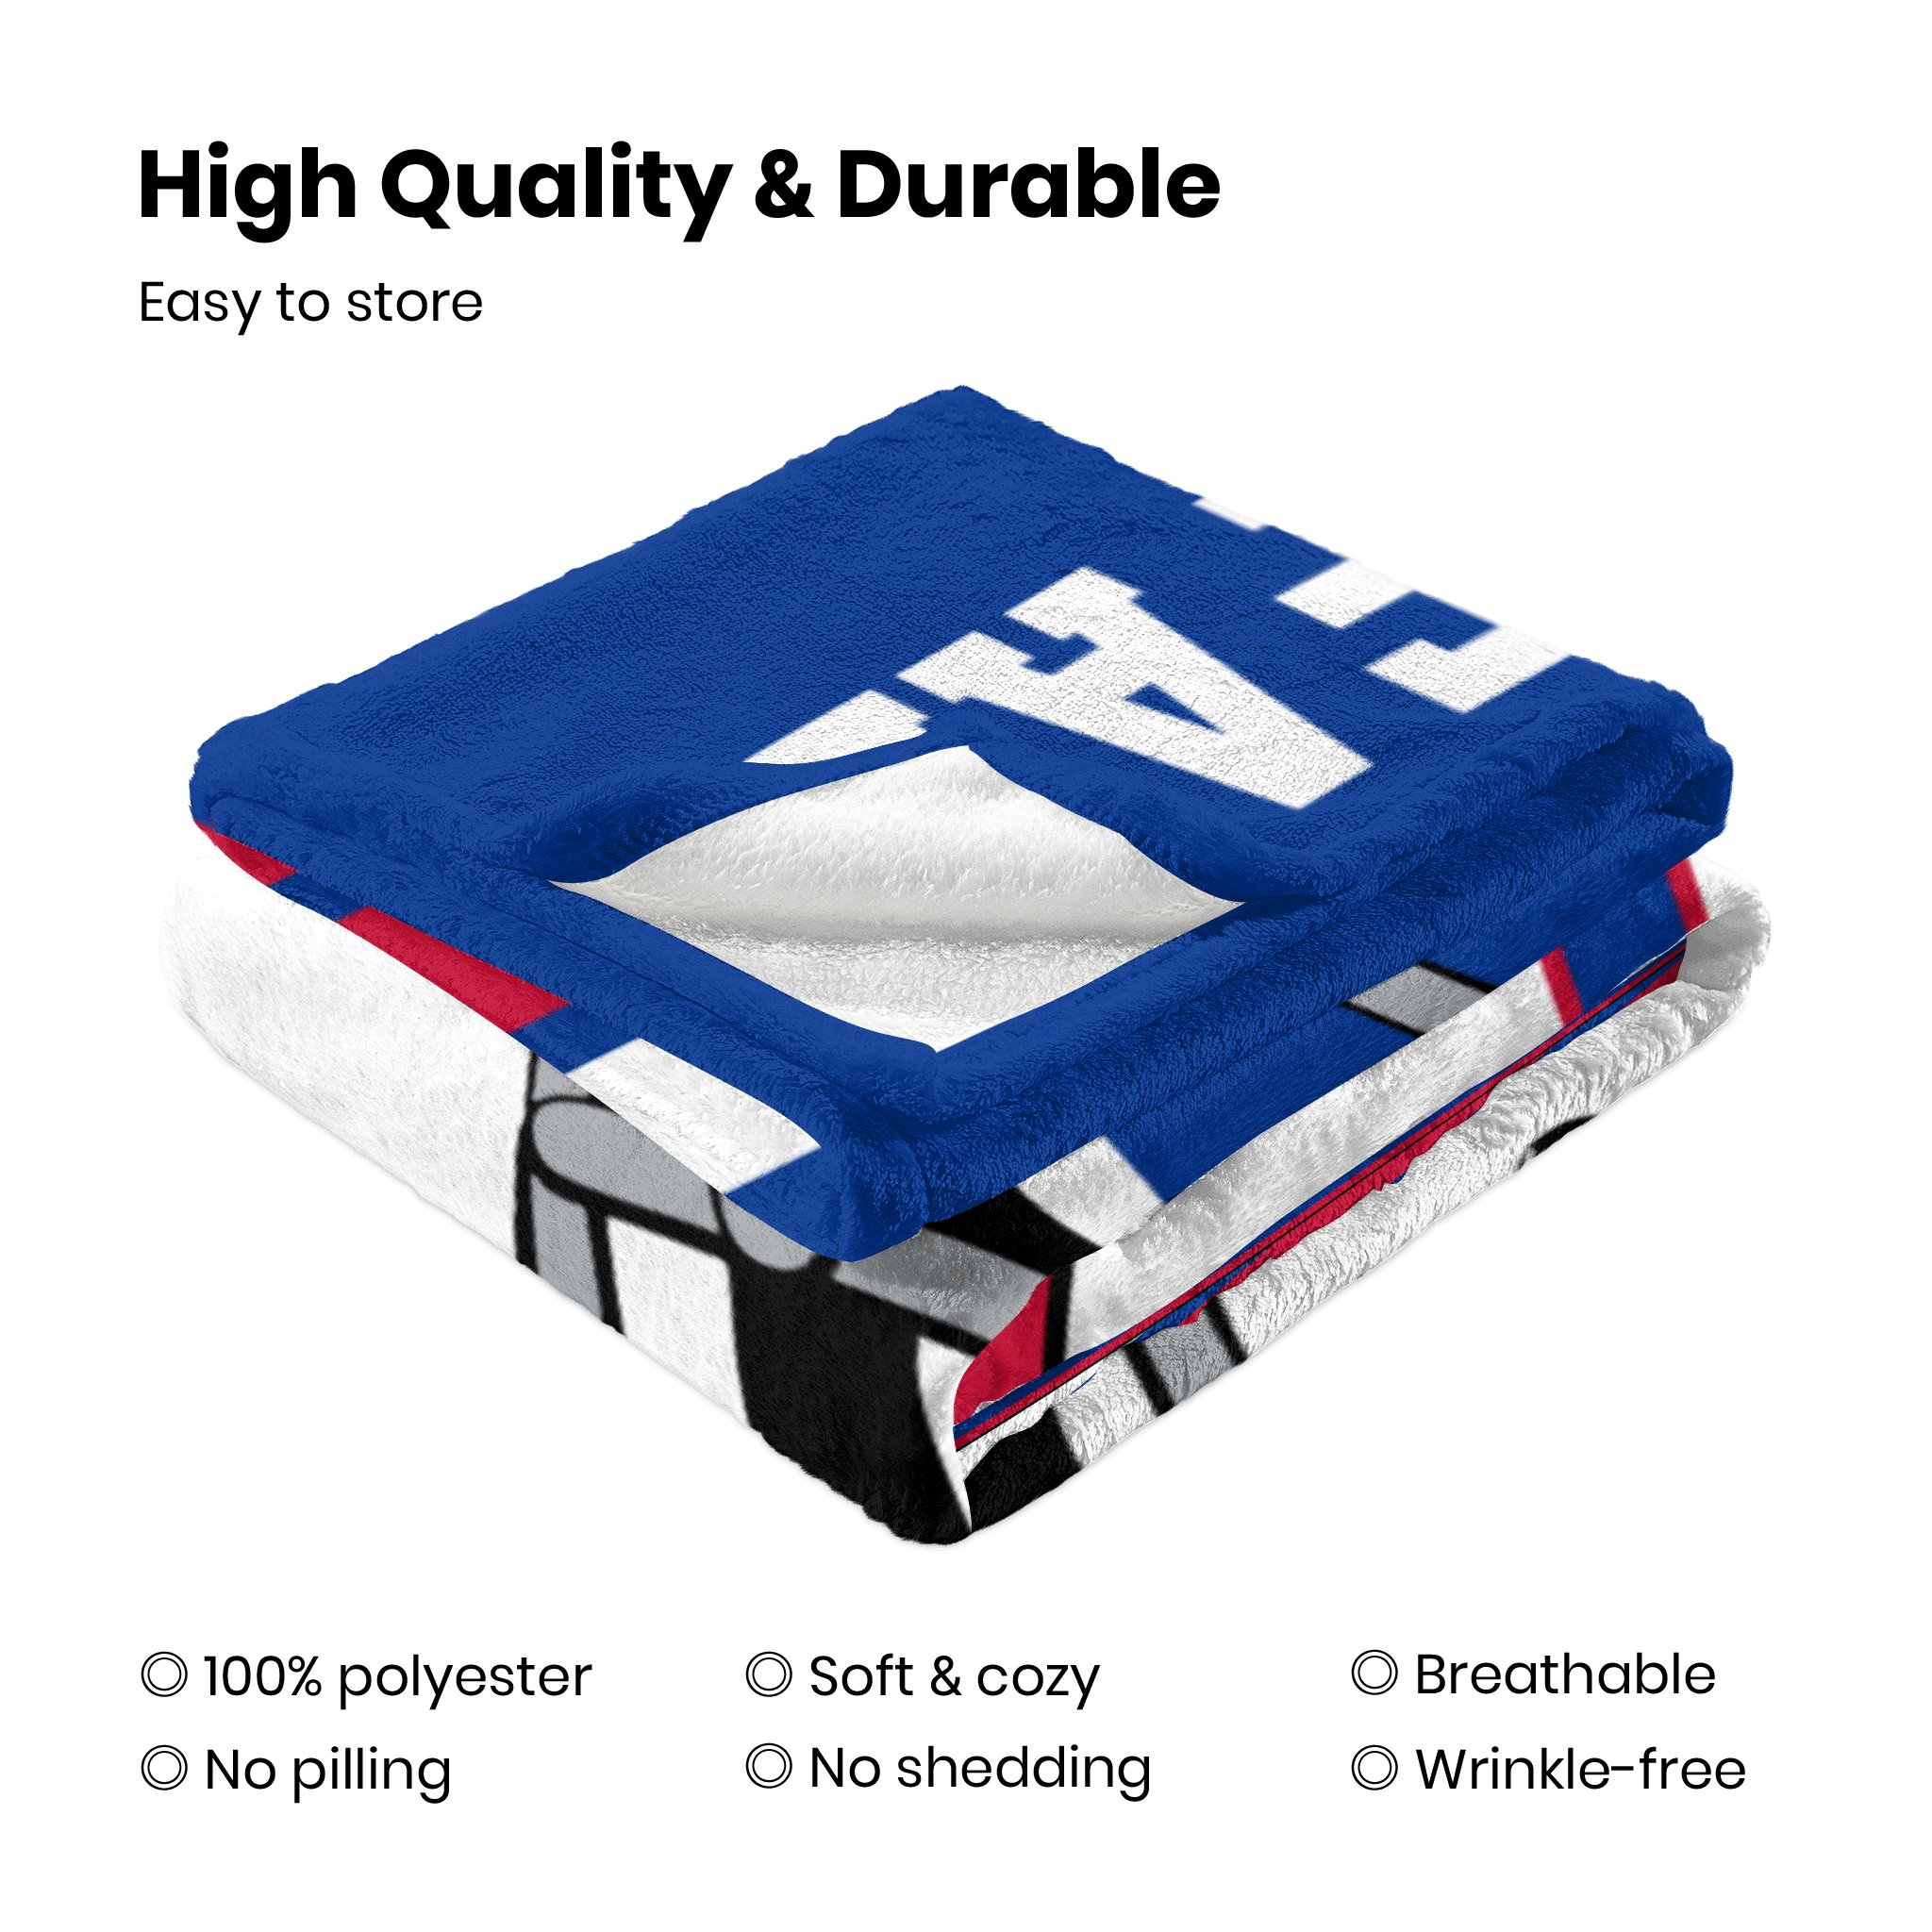 High Quality & Durable
Easy to store
A
100% polyester
Soft & cozy
Breathable
No pilling
No shedding
Wrinkle-free